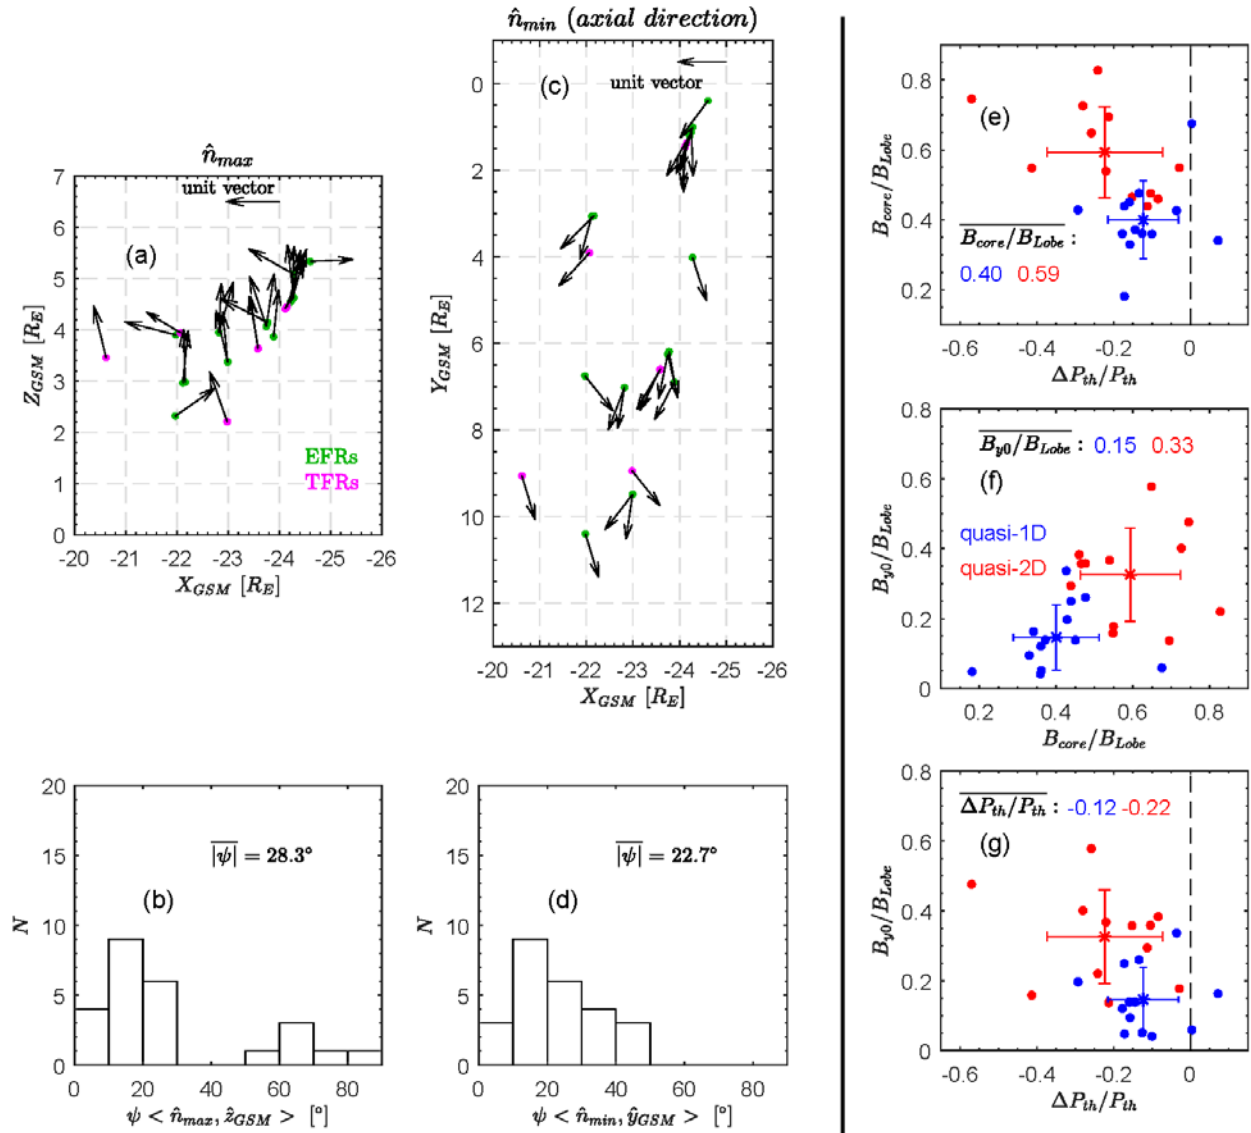 n̂_max
unit vector
(a)
EFRs
TFRs
7
6
5
4
3
2
1
0
Z_GSM [R_E]
-20 -21 -22 -23 -24 -25 -26
X_GSM [R_E]
n̂_min (axial direction)
(c)
unit vector
0
2
4
6
8
10
12
Y_GSM [R_E]
-20 -21 -22 -23 -24 -25 -26
X_GSM [R_E]
20
15
10
5
0
N
|ψ| = 28.3°
(b)
0 20 40 60 80
ψ < n̂_max, ẑ_GSM > [°]
20
15
10
5
0
N
|ψ| = 22.7°
(d)
0 20 40 60 80
ψ < n̂_min, ŷ_GSM > [°]
(e)
0.8
0.6
0.4
0.2
B_core/B_Lobe
B_core/B_Lobe :
0.40 0.59
-0.6 -0.4 -0.2 0
ΔP_th/P_th
B_y0/B_Lobe : 0.15 0.33
(f)
quasi-1D
quasi-2D
0.8
0.6
0.4
0.2
0
B_y0/B_Lobe
0.2 0.4 0.6 0.8
B_core/B_Lobe
ΔP_th/P_th : -0.12 -0.22
(g)
0.8
0.6
0.4
0.2
0
B_y0/B_Lobe
-0.6 -0.4 -0.2 0
ΔP_th/P_th